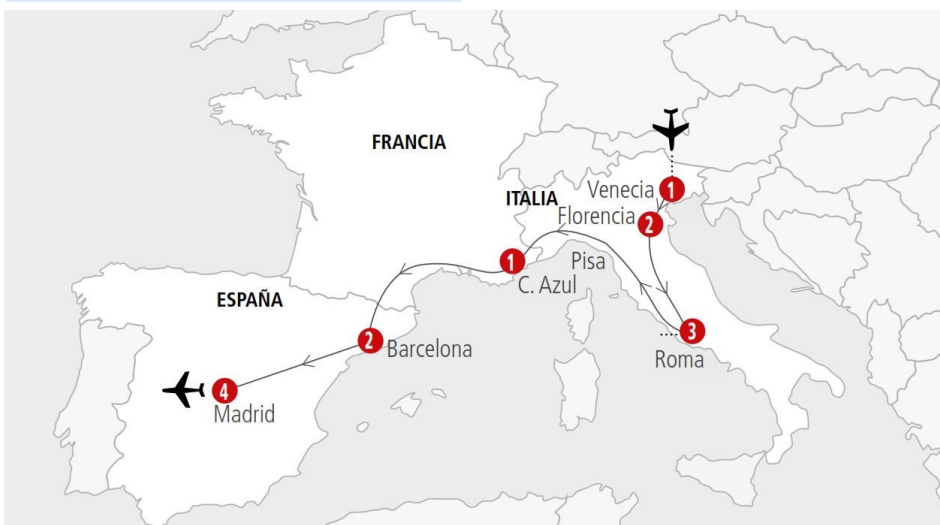 FRANCIA
Venecia
1
ITALIA
Florencia
2
1
Pisa
C. Azul
ESPAÑA
3
2
Barcelona
Roma
4
Madrid